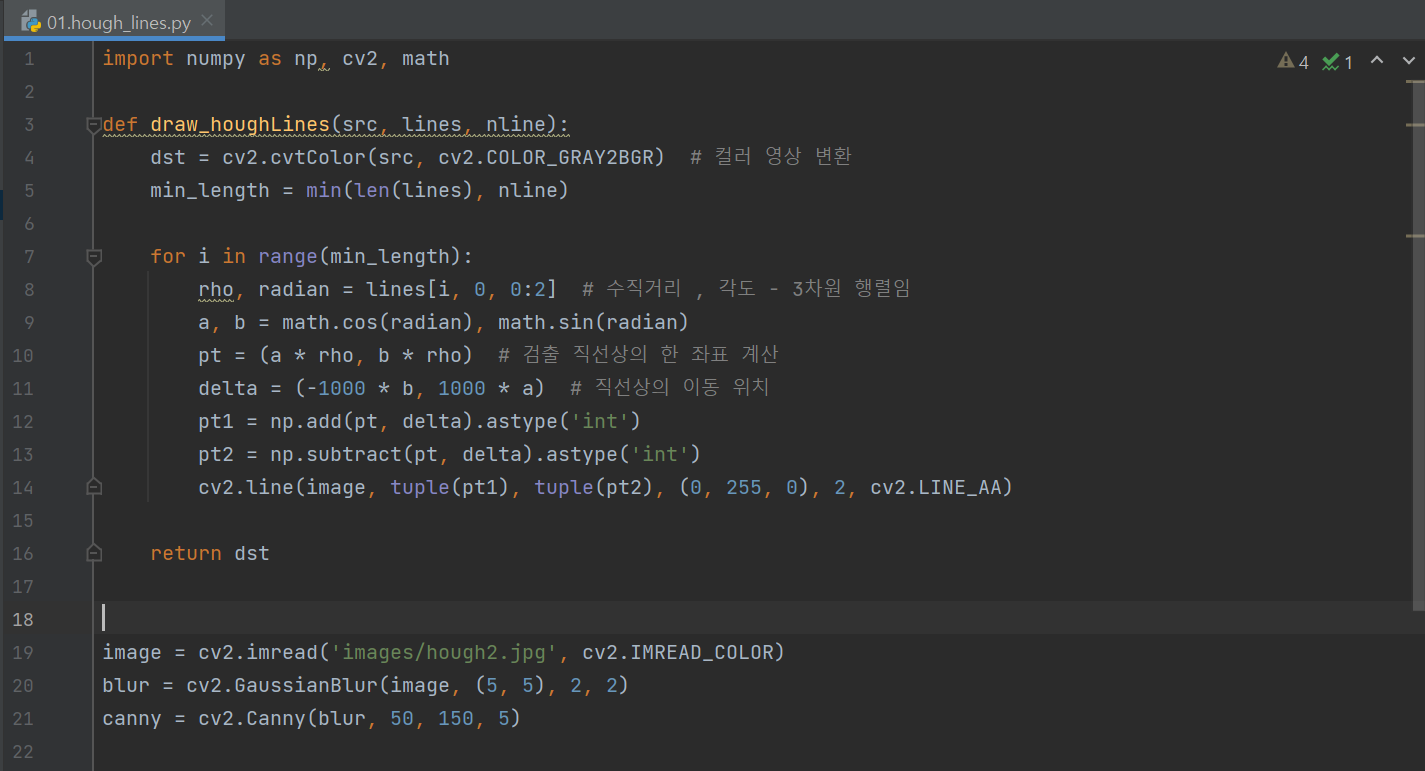 01.hough_lines.py
4 1
1 import numpy as np, cv2, math
2
3 def draw_houghLines(src, lines, nline):
4 dst = cv2.cvtColor(src, cv2.COLOR_GRAY2BGR)  # 컬러 영상 변환
5 min_length = min(len(lines), nline)
6
7 for i in range(min_length):
8 rho, radian = lines[i, 0, 0:2]  # 수직거리 , 각도 - 3차원 행렬임
9 a, b = math.cos(radian), math.sin(radian)
10 pt = (a * rho, b * rho)  # 검출 직선상의 한 좌표 계산
11 delta = (-1000 * b, 1000 * a)  # 직선상의 이동 위치
12 pt1 = np.add(pt, delta).astype('int')
13 pt2 = np.subtract(pt, delta).astype('int')
14 cv2.line(image, tuple(pt1), tuple(pt2), (0, 255, 0), 2, cv2.LINE_AA)
15
16 return dst
17
18
19 image = cv2.imread('images/hough2.jpg', cv2.IMREAD_COLOR)
20 blur = cv2.GaussianBlur(image, (5, 5), 2, 2)
21 canny = cv2.Canny(blur, 50, 150, 5)
22